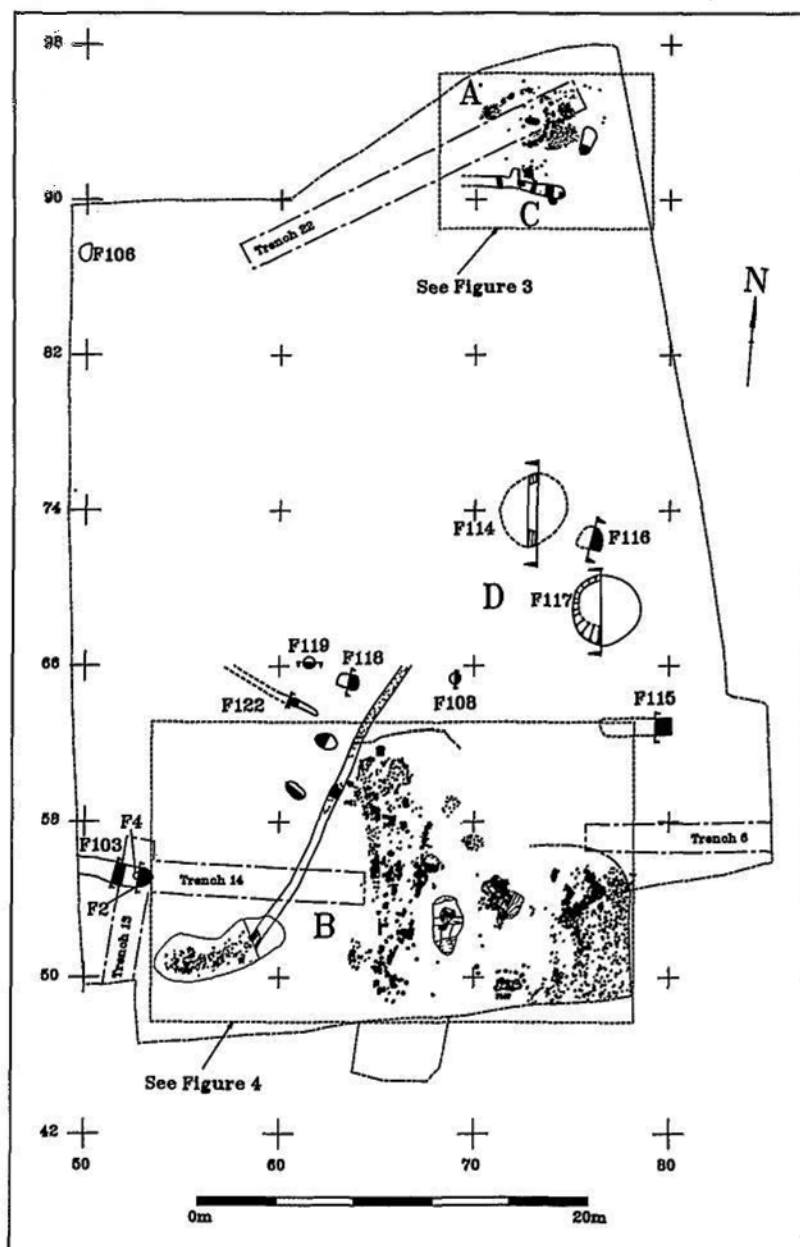 98
A
90
C
Trench 22
F106
See Figure 3
N
82
74
F114
F116
D
F117
66
F119
F118
F108
F122
F115
58
F4
F103
Trench 6
Trench 14
F2
B
Trench 13
50
See Figure 4
42
50
60
70
80
0m
20m